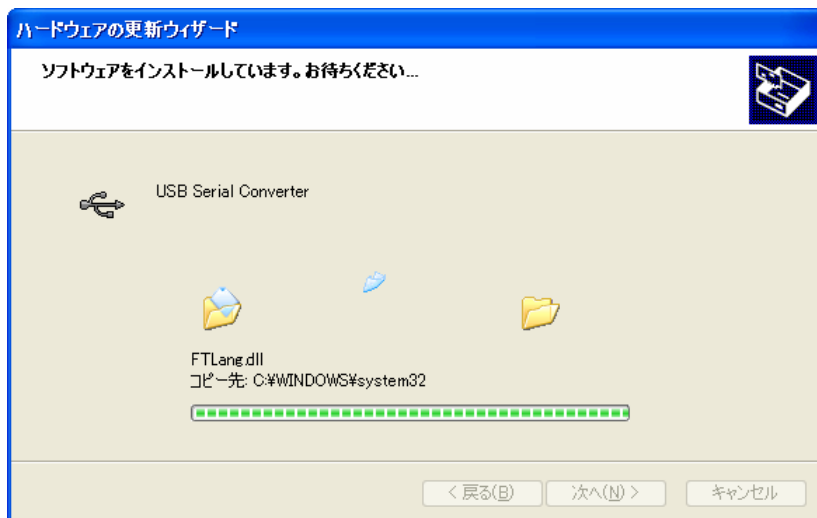 ハードウェアの更新ウィザード
ソフトウェアをインストールしています。お待ちください...
USB Serial Converter
FTLang.dll
コピー先: C:¥WINDOWS¥system32
< 戻る(B) 次へ(N) > キャンセル